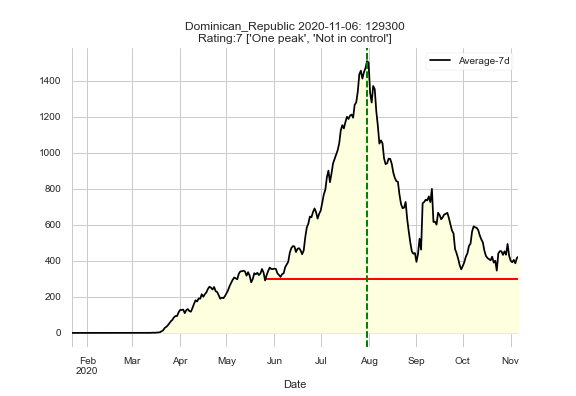 Dominican_Republic 2020-11-06: 129300
Rating:7 ['One peak', 'Not in control']
Average-7d
1400
1200
1000
800
600
400
200
0
Feb Mar Apr May Jun Jul Aug Sep Oct Nov
2020
Date